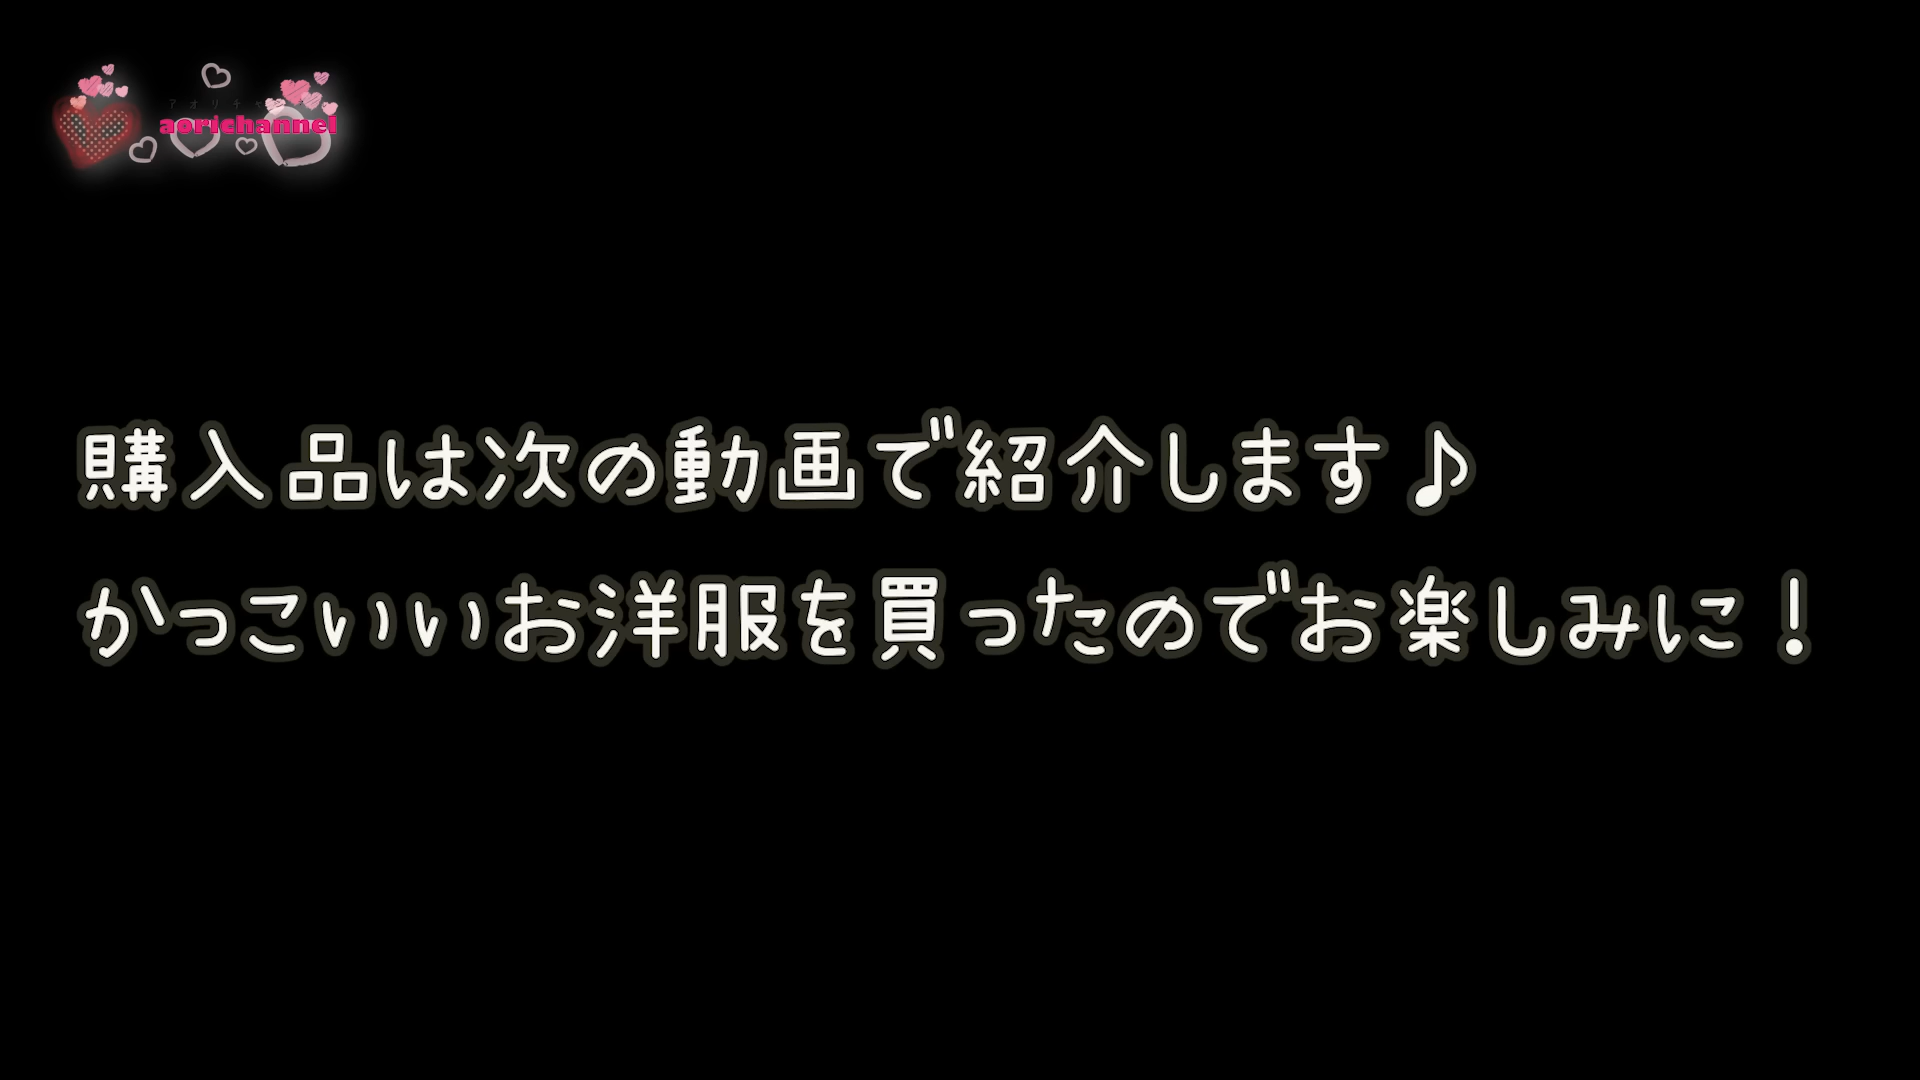 aorichannel
購入品は次の動画で紹介します♪
かっこいいお洋服を買ったのでお楽しみに！